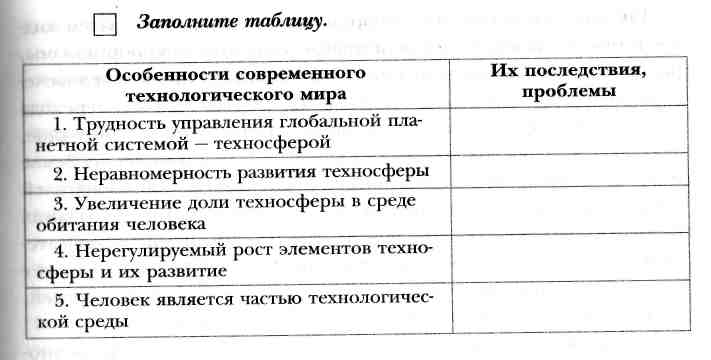 Заполните таблицу.
Особенности современного
технологического мира
Их последствия,
проблемы
1. Трудность управления глобальной пла-
нетной системой — техносферой
2. Неравномерность развития техносферы
3. Увеличение доли техносферы в среде
обитания человека
4. Нерегулируемый рост элементов техно-
сферы и их развитие
5. Человек является частью технологичес-
кой среды